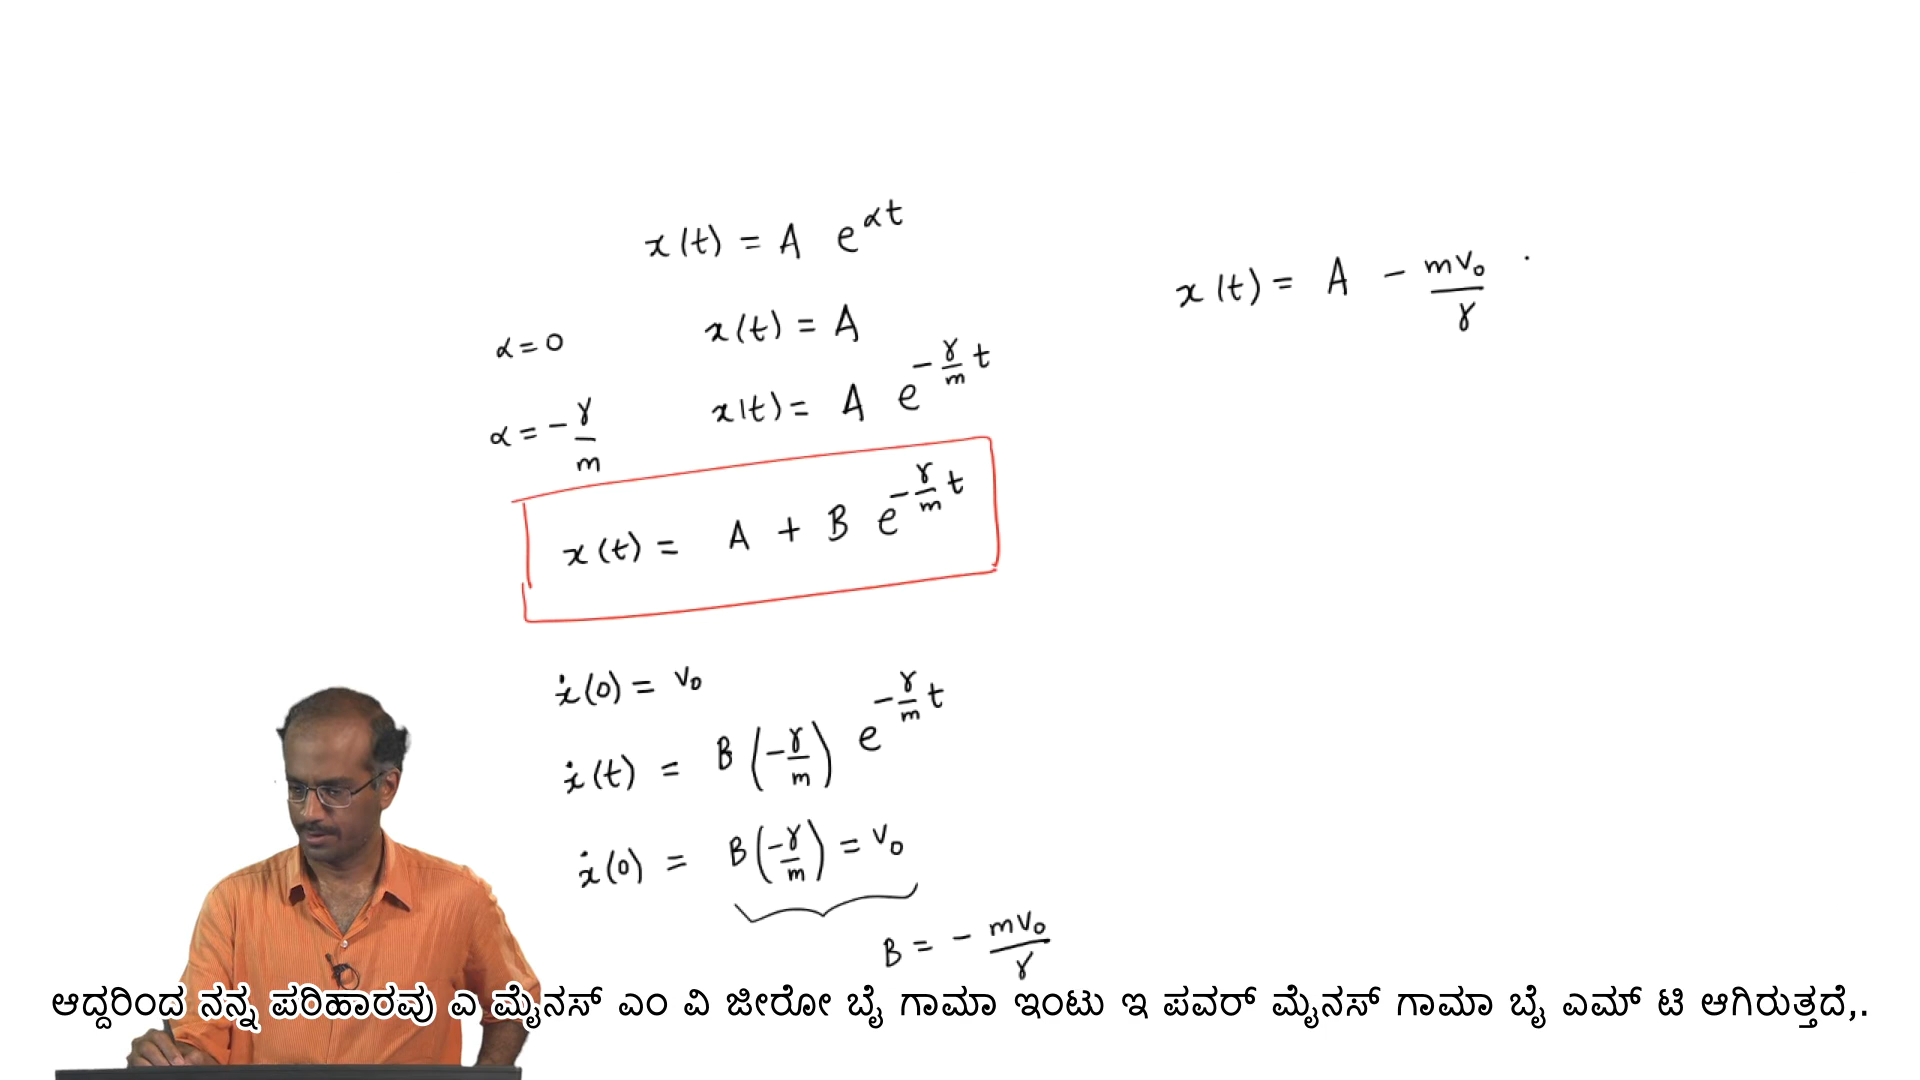 x(t) = A e^{αt}
α = 0    x(t) = A
α = -γ/m    x(t) = A e^{-γ/m t}
x(t) = A + B e^{-γ/m t}
ẋ(0) = v₀
ẋ(t) = B(-γ/m) e^{-γ/m t}
ẋ(0) = B(-γ/m) = v₀
B = - mv₀/γ
x(t) = A - mv₀/γ ·
ಆದ್ದರಿಂದ ನನ್ನ ಪರಿಹಾರವು ಎ ಮೈನಸ್ ಎಂ ವಿ ಜೀರೋ ಬೈ ಗಾಮಾ ಇಂಟು ಇ ಪವರ್ ಮೈನಸ್ ಗಾಮಾ ಬೈ ಎಮ್ ಟಿ ಆಗಿರುತ್ತದೆ,.